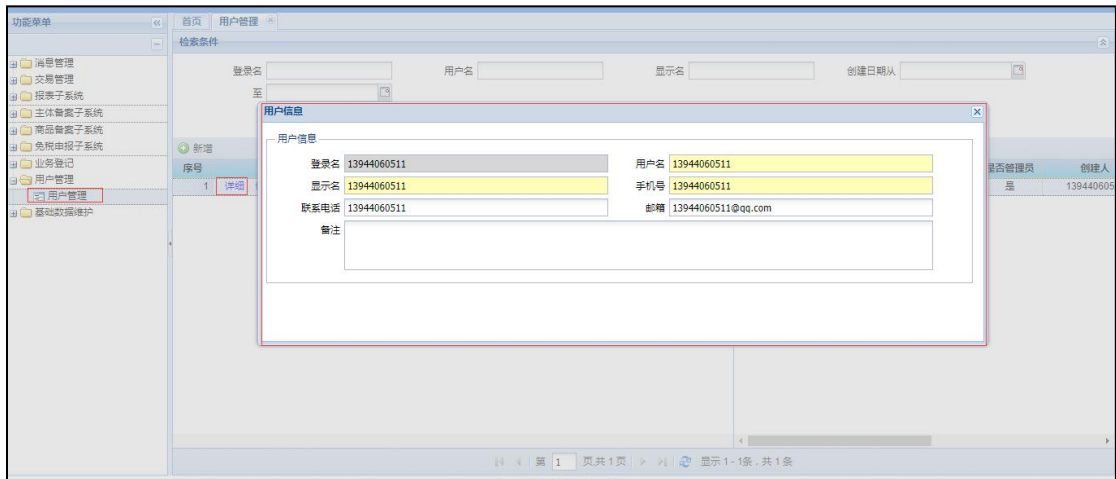 功能菜单
首页 用户管理
检索条件
消息管理
交易管理
报表子系统
主体备案子系统
商品备案子系统
免税申报子系统
业务登记
用户管理
用户管理
基础数据维护
登录名 用户名 显示名 创建日期从
至
新增
序号 是否管理员 创建人
1 详细 是 139440605
用户信息
用户信息
登录名 13944060511 用户名 13944060511
显示名 13944060511 手机号 13944060511
联系电话 13944060511 邮箱 13944060511@qq.com
备注
第 1 页,共 1 页 显示 1 - 1条，共 1 条